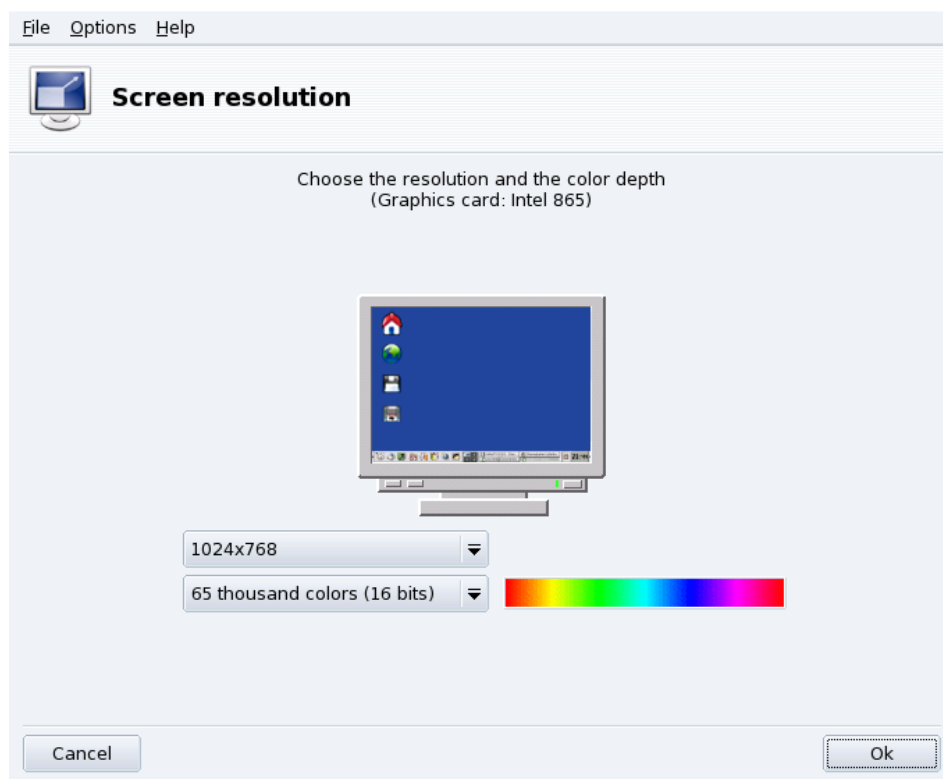 File Options Help
Screen resolution
Choose the resolution and the color depth
(Graphics card: Intel 865)
1024x768
65 thousand colors (16 bits)
Cancel Ok